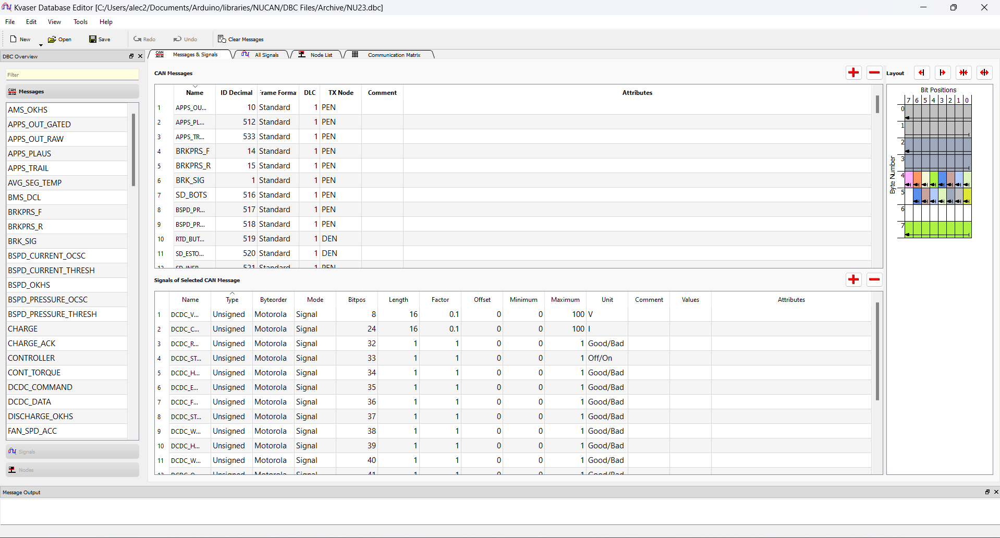 Kvaser Database Editor [C:/Users/alec2/Documents/Arduino/libraries/NUCAN/DBC Files/Archive/NU23.dbc]
File Edit View Tools Help
New Open Save Redo Undo Clear Messages
DBC Overview
Filter
CAN Messages
AMS_OKHS
APPS_OUT_GATED
APPS_OUT_RAW
APPS_PLAUS
APPS_TRAIL
AVG_SEG_TEMP
BMS_DCL
BRKPRS_F
BRKPRS_R
BRK_SIG
BSPD_CURRENT_OCSC
BSPD_CURRENT_THRESH
BSPD_OKHS
BSPD_PRESSURE_OCSC
BSPD_PRESSURE_THRESH
CHARGE
CHARGE_ACK
CONTROLLER
CONT_TORQUE
DCDC_COMMAND
DCDC_DATA
DISCHARGE_OKHS
FAN_SPD_ACC
Signals
Nodes
CAN Messages & Signals All Signals Node List Communication Matrix
CAN Messages
Name ID Decimal Frame Forma DLC TX Node Comment Attributes
1 APPS_OU... 10 Standard 1 PEN
2 APPS_PL... 512 Standard 1 PEN
3 APPS_TR... 533 Standard 1 PEN
4 BRKPRS_F 14 Standard 1 PEN
5 BRKPRS_R 15 Standard 1 PEN
6 BRK_SIG 1 Standard 1 PEN
7 SD_BOTS 516 Standard 1 PEN
8 BSPD_PR... 517 Standard 1 PEN
9 BSPD_PR... 518 Standard 1 PEN
10 RTD_BUT... 519 Standard 1 DEN
11 SD_ESTO... 520 Standard 1 DEN
12 521 Standard 1
Signals of Selected CAN Message
Name Type Byteorder Mode Bitpos Length Factor Offset Minimum Maximum Unit Comment Values Attributes
1 DCDC_V... Unsigned Motorola Signal 8 16 0.1 0 0 100 V
2 DCDC_C... Unsigned Motorola Signal 24 16 0.1 0 0 100 I
3 DCDC_R... Unsigned Motorola Signal 32 1 1 0 0 1 Good/Bad
4 DCDC_ST... Unsigned Motorola Signal 33 1 1 0 0 1 Off/On
5 DCDC_H... Unsigned Motorola Signal 34 1 1 0 0 1 Good/Bad
6 DCDC_E... Unsigned Motorola Signal 35 1 1 0 0 1 Good/Bad
7 DCDC_F... Unsigned Motorola Signal 36 1 1 0 0 1 Good/Bad
8 DCDC_ST... Unsigned Motorola Signal 37 1 1 0 0 1 Good/Bad
9 DCDC_W... Unsigned Motorola Signal 38 1 1 0 0 1 Good/Bad
10 DCDC_H... Unsigned Motorola Signal 39 1 1 0 0 1 Good/Bad
11 DCDC_W... Unsigned Motorola Signal 40 1 1 0 0 1 Good/Bad
12 Unsigned Motorola Signal 41 1 1 0 0 1 Good/Bad
Layout
Bit Positions
7 6 5 4 3 2 1 0
Byte Number
0
1
2
3
4
5
6
7
Message Output